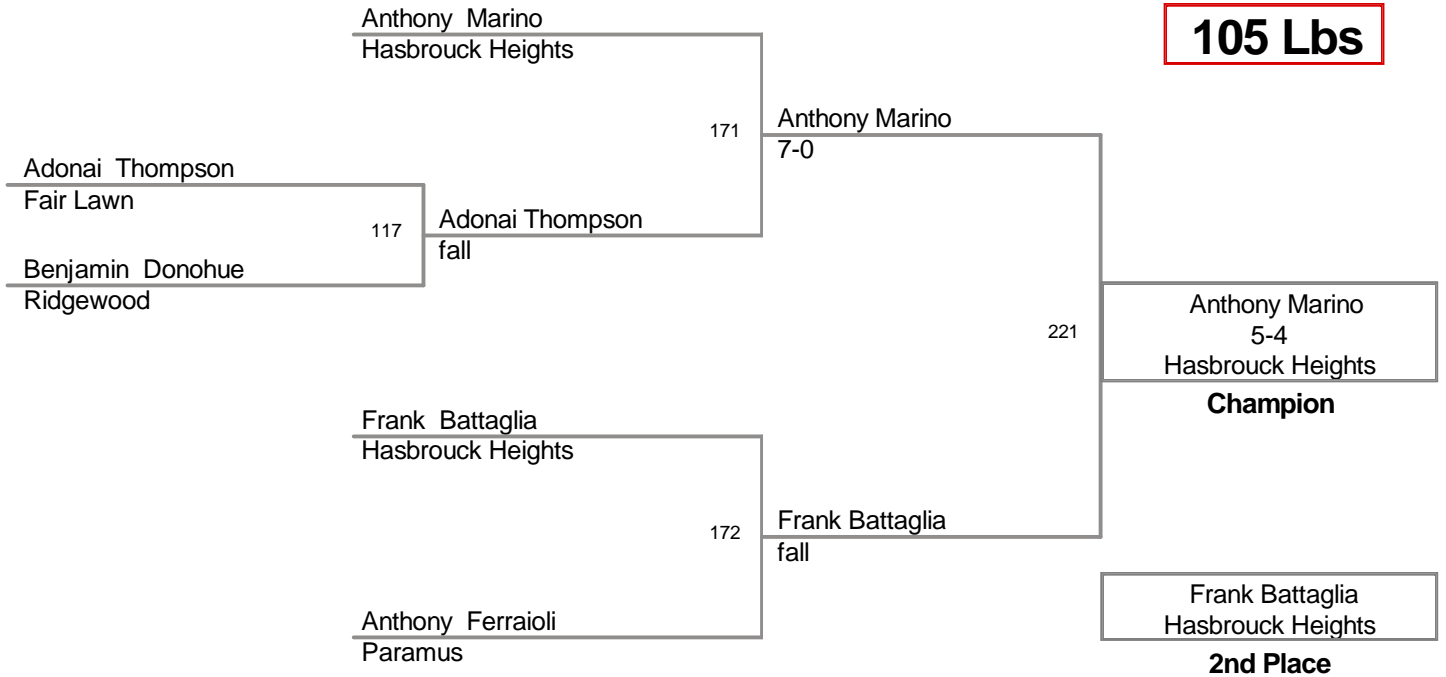 Anthony  Marino
Hasbrouck Heights
105 Lbs
171
Anthony Marino
7-0
Adonai  Thompson
Fair Lawn
117
Adonai Thompson
fall
Benjamin  Donohue
Ridgewood
221
Anthony Marino
5-4
Hasbrouck Heights
Champion
Frank  Battaglia
Hasbrouck Heights
172
Frank Battaglia
fall
Anthony  Ferraioli
Paramus
Frank Battaglia
Hasbrouck Heights
2nd Place